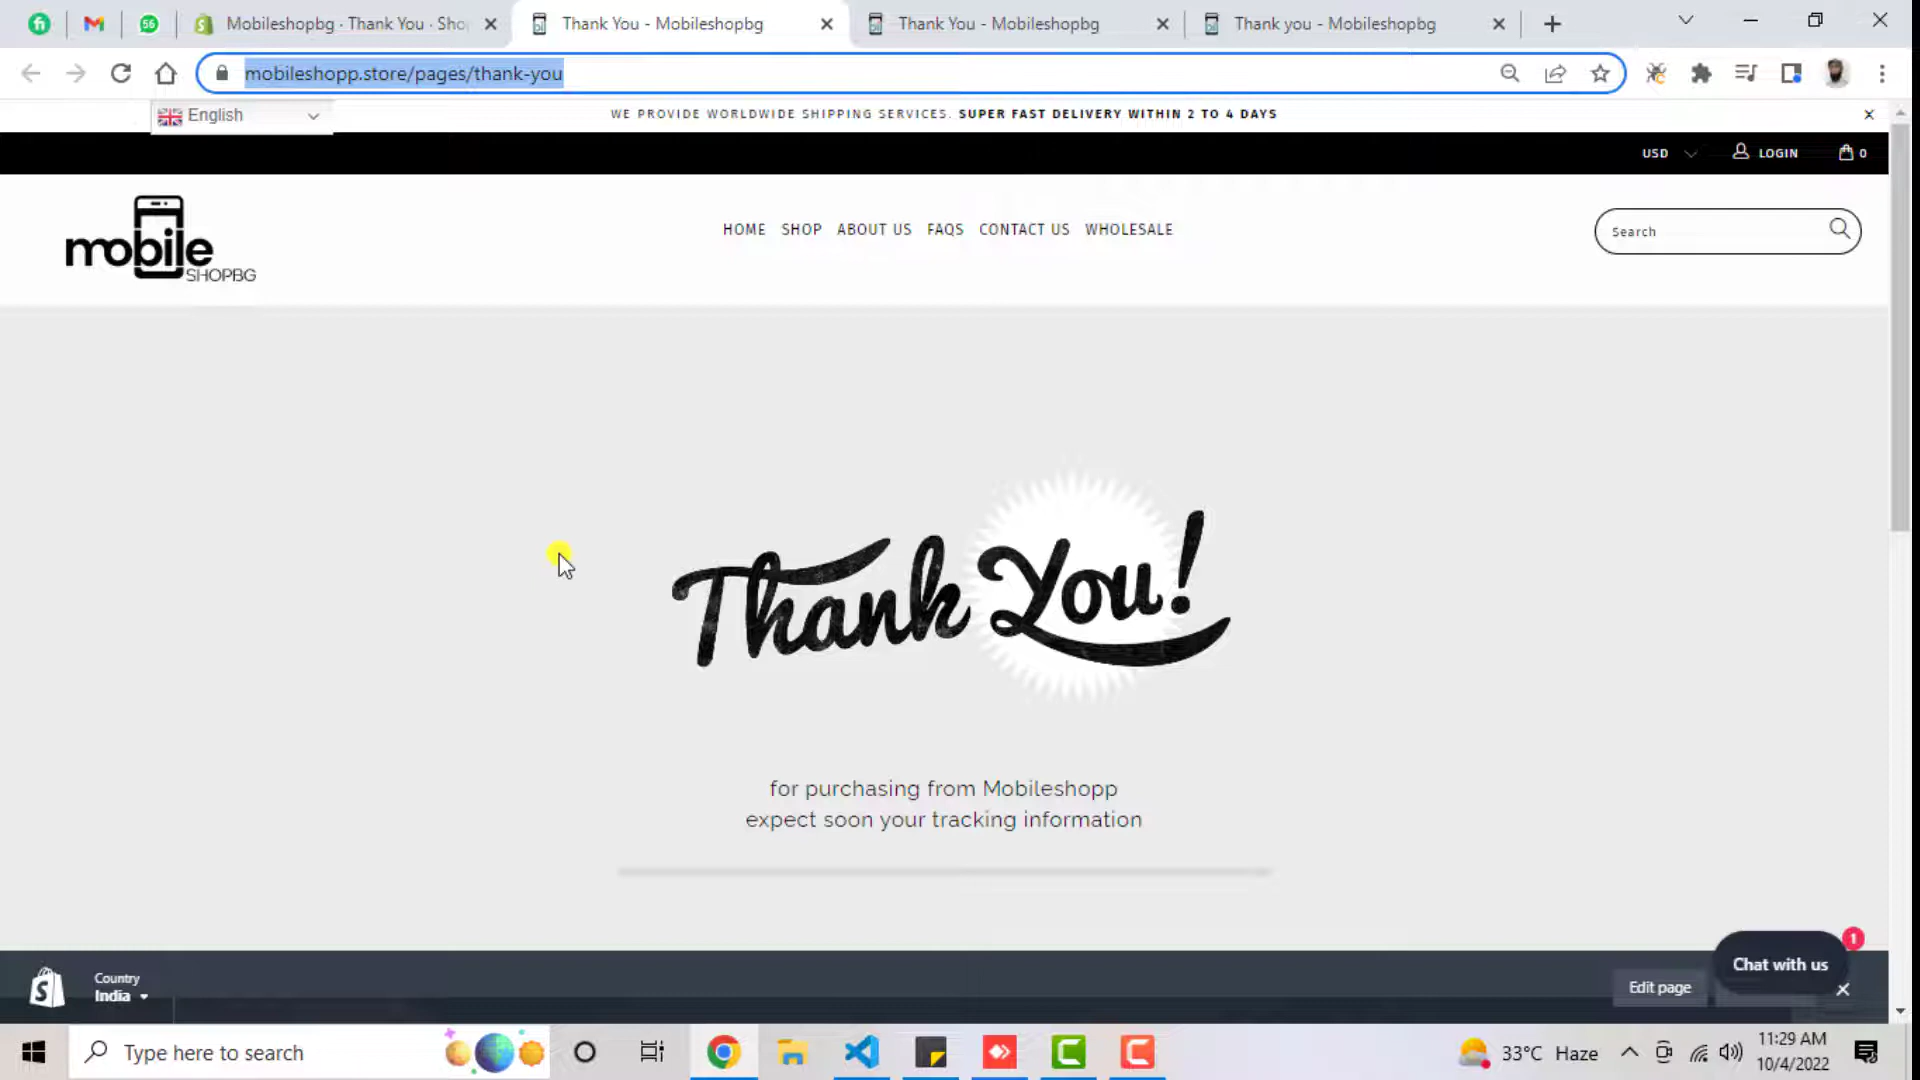 56
Mobileshopbg · Thank You · Sho
Thank You - Mobileshopbg
Thank You - Mobileshopbg
Thank you - Mobileshopbg
mobileshopp.store/pages/thank-you
English
WE PROVIDE WORLDWIDE SHIPPING SERVICES. SUPER FAST DELIVERY WITHIN 2 TO 4 DAYS
USD
LOGIN
0
mobile
SHOPBG
HOME SHOP ABOUT US FAQS CONTACT US WHOLESALE
Search
Thank You!
for purchasing from Mobileshopp
expect soon your tracking information
1
Chat with us
Country
India
Edit page
Type here to search
33°C Haze
11:29 AM
10/4/2022